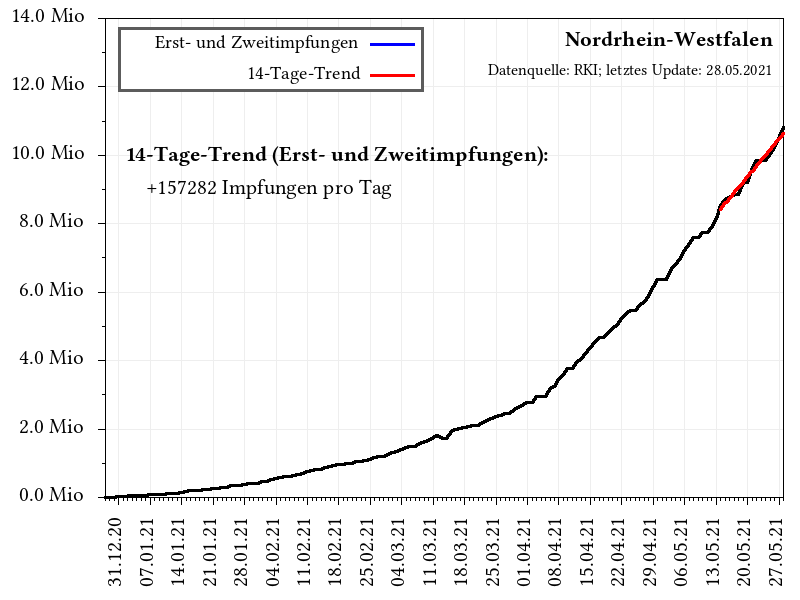 14.0 Mio
12.0 Mio
10.0 Mio
8.0 Mio
6.0 Mio
4.0 Mio
2.0 Mio
0.0 Mio
Erst- und Zweitimpfungen
14-Tage-Trend
Nordrhein-Westfalen
Datenquelle: RKI; letztes Update: 28.05.2021
14-Tage-Trend (Erst- und Zweitimpfungen):
+157282 Impfungen pro Tag
31.12.20
07.01.21
14.01.21
21.01.21
28.01.21
04.02.21
11.02.21
18.02.21
25.02.21
04.03.21
11.03.21
18.03.21
25.03.21
01.04.21
08.04.21
15.04.21
22.04.21
29.04.21
06.05.21
13.05.21
20.05.21
27.05.21